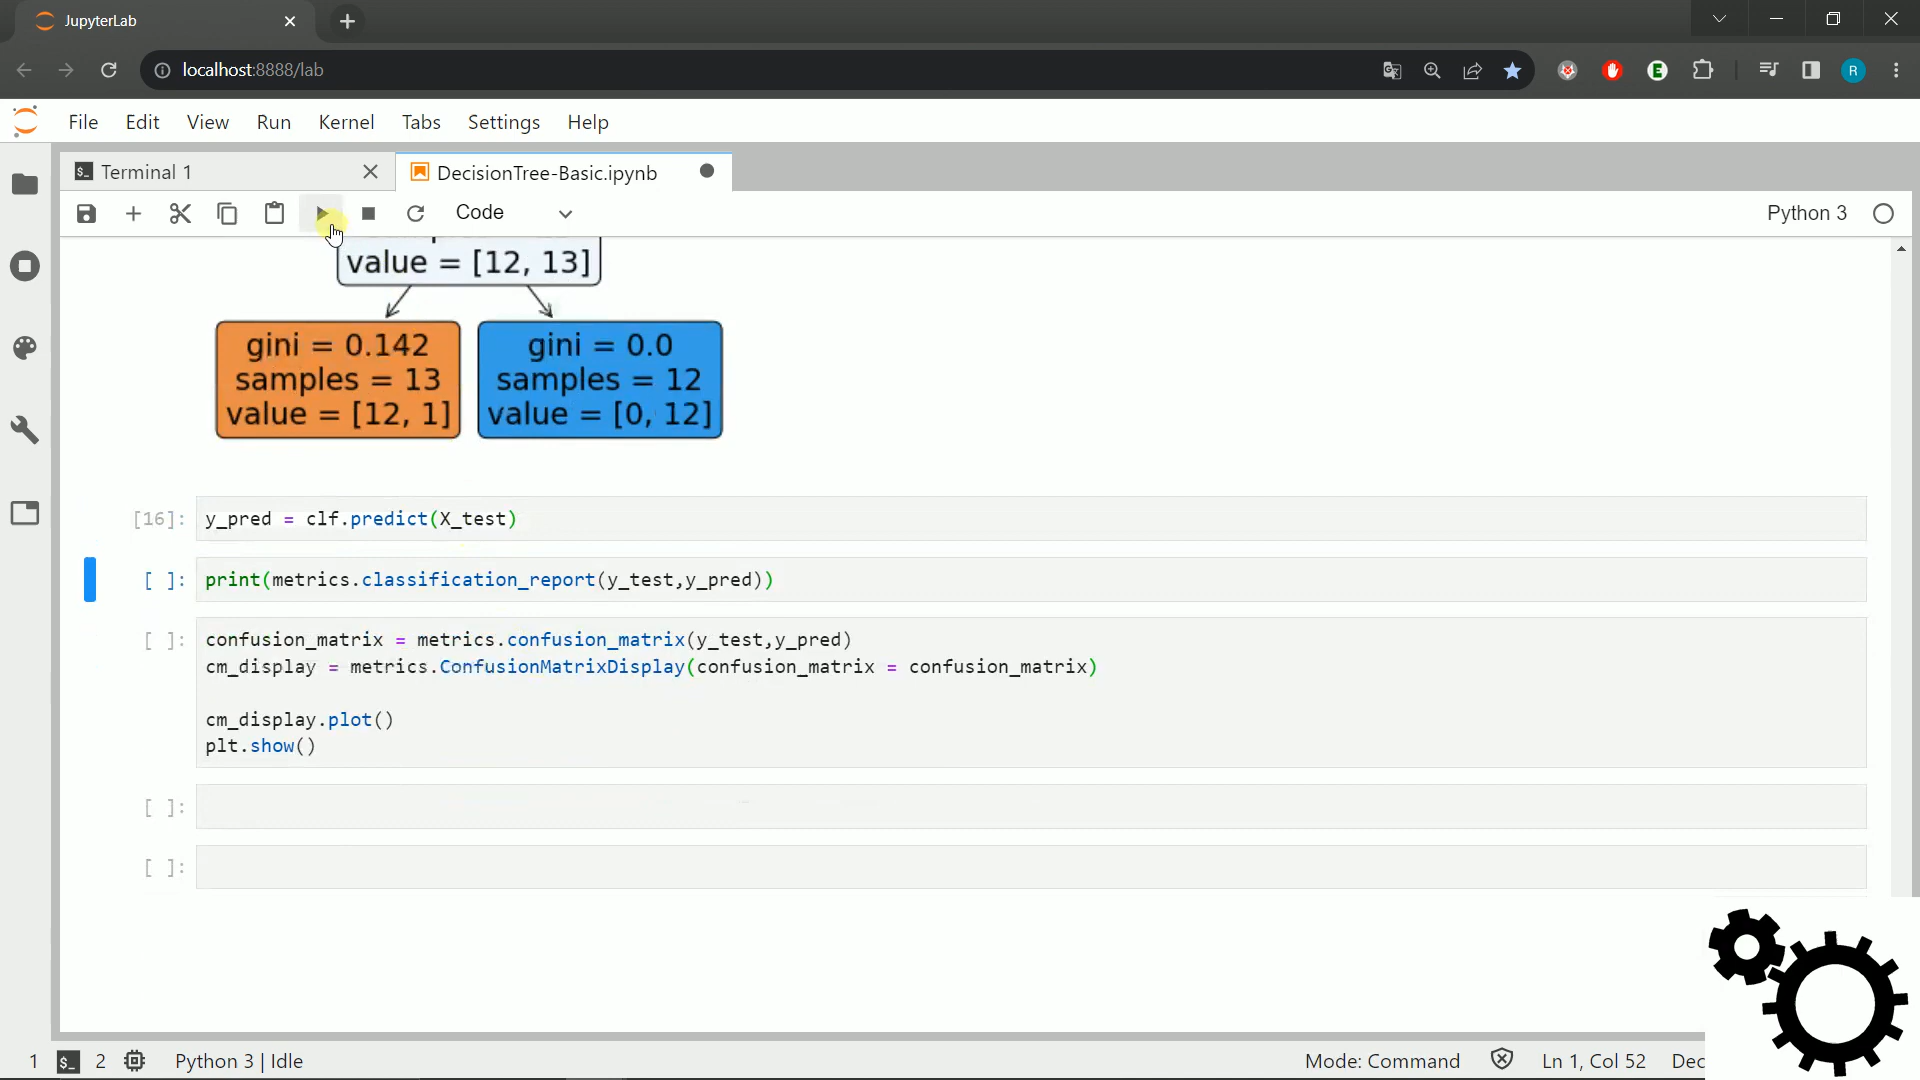 JupyterLab
localhost:8888/lab
R
File Edit View Run Kernel Tabs Settings Help
Terminal 1
DecisionTree-Basic.ipynb
Code
Python 3
value = [12, 13]
gini = 0.142
samples = 13
value = [12, 1]
gini = 0.0
samples = 12
value = [0, 12]
[16]: y_pred = clf.predict(X_test)
[ ]: print(metrics.classification_report(y_test,y_pred))
[ ]: confusion_matrix = metrics.confusion_matrix(y_test,y_pred)
cm_display = metrics.ConfusionMatrixDisplay(confusion_matrix = confusion_matrix)
cm_display.plot()
plt.show()
[ ]:
[ ]:
1 2 Python 3 | Idle Mode: Command Ln 1, Col 52